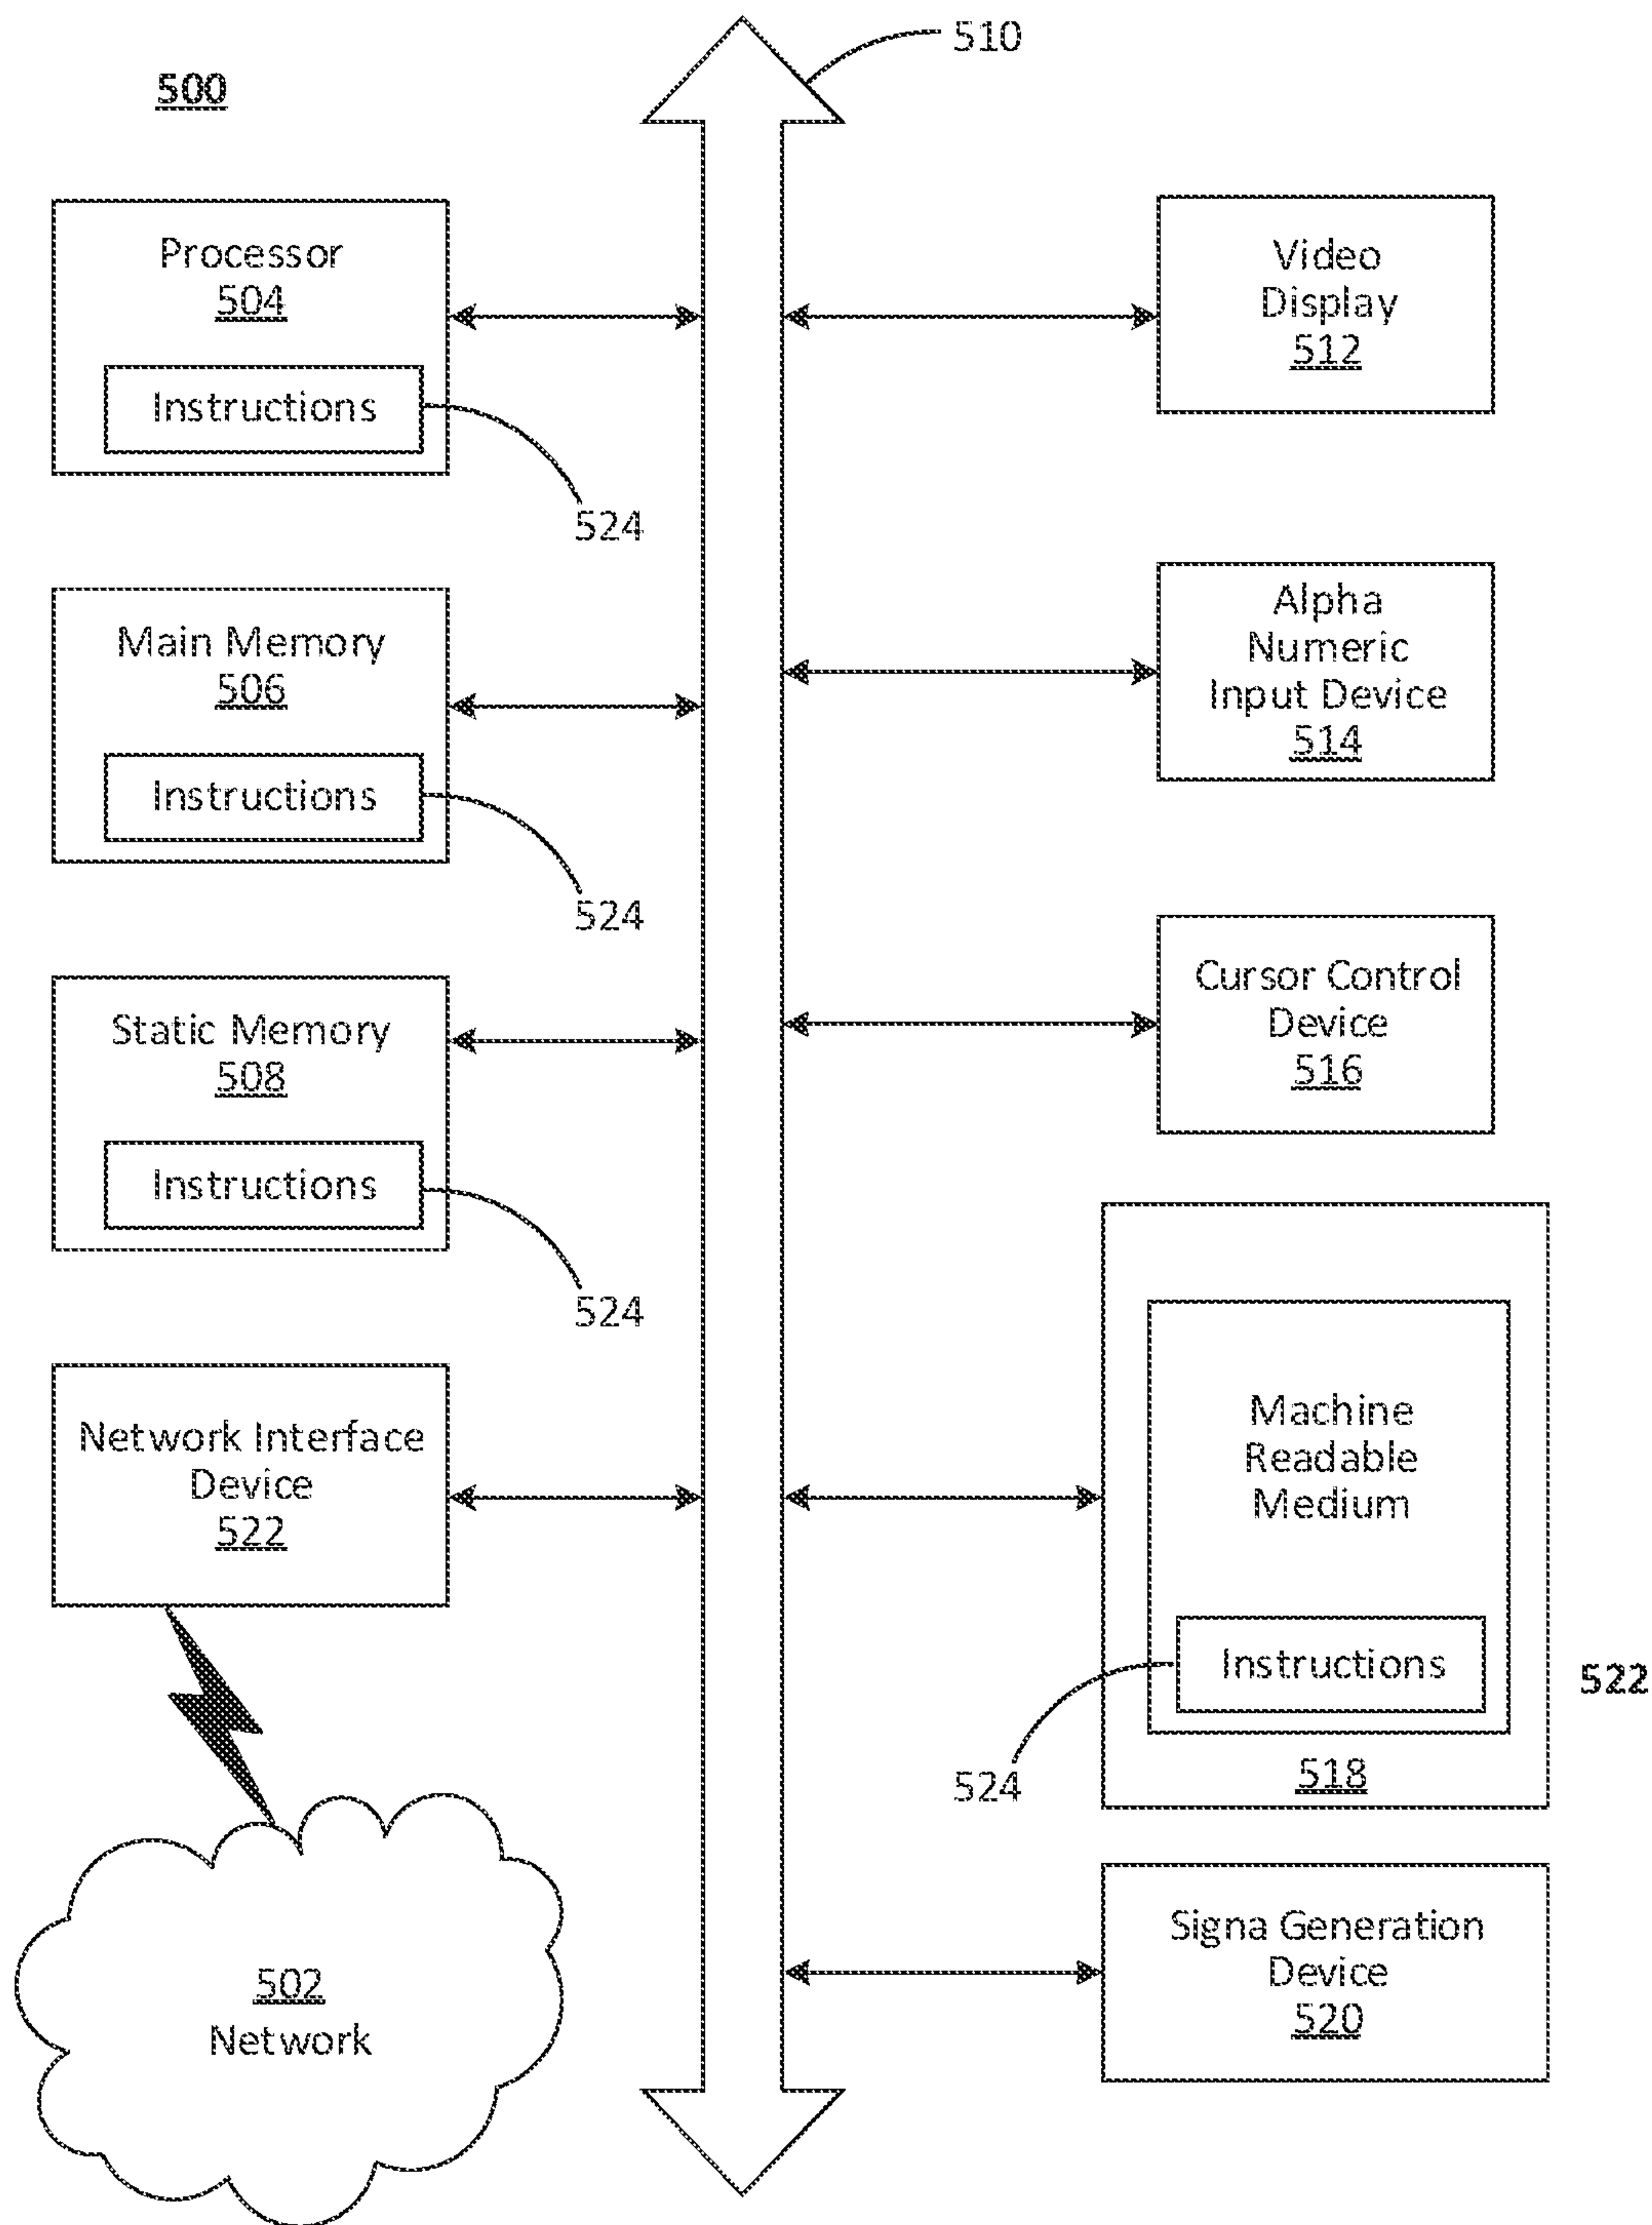 510
500
Processor
504
Instructions
524
Main Memory
506
Instructions
524
Static Memory
508
Instructions
524
Network Interface
Device
522
502
Network
Video
Display
512
Alpha
Numeric
Input Device
514
Cursor Control
Device
516
Machine
Readable
Medium
Instructions
524
518
522
Signa Generation
Device
520